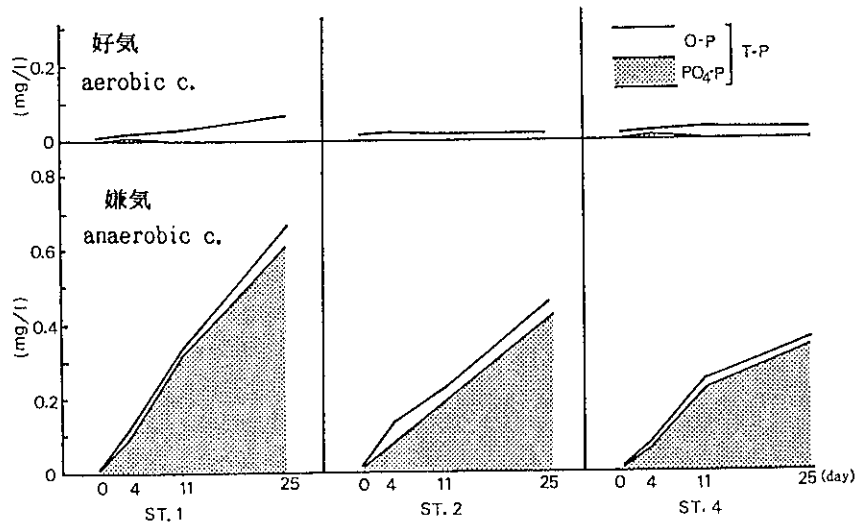 好気
aerobic c.
O-P
PO₄-P
T-P
(mg/l)
0.2
0
嫌気
anaerobic c.
(mg/l)
0.8
0.6
0.4
0.2
0
0 4 11 25
0 4 11 25
0 4 11 25 (day)
ST.1
ST.2
ST.4